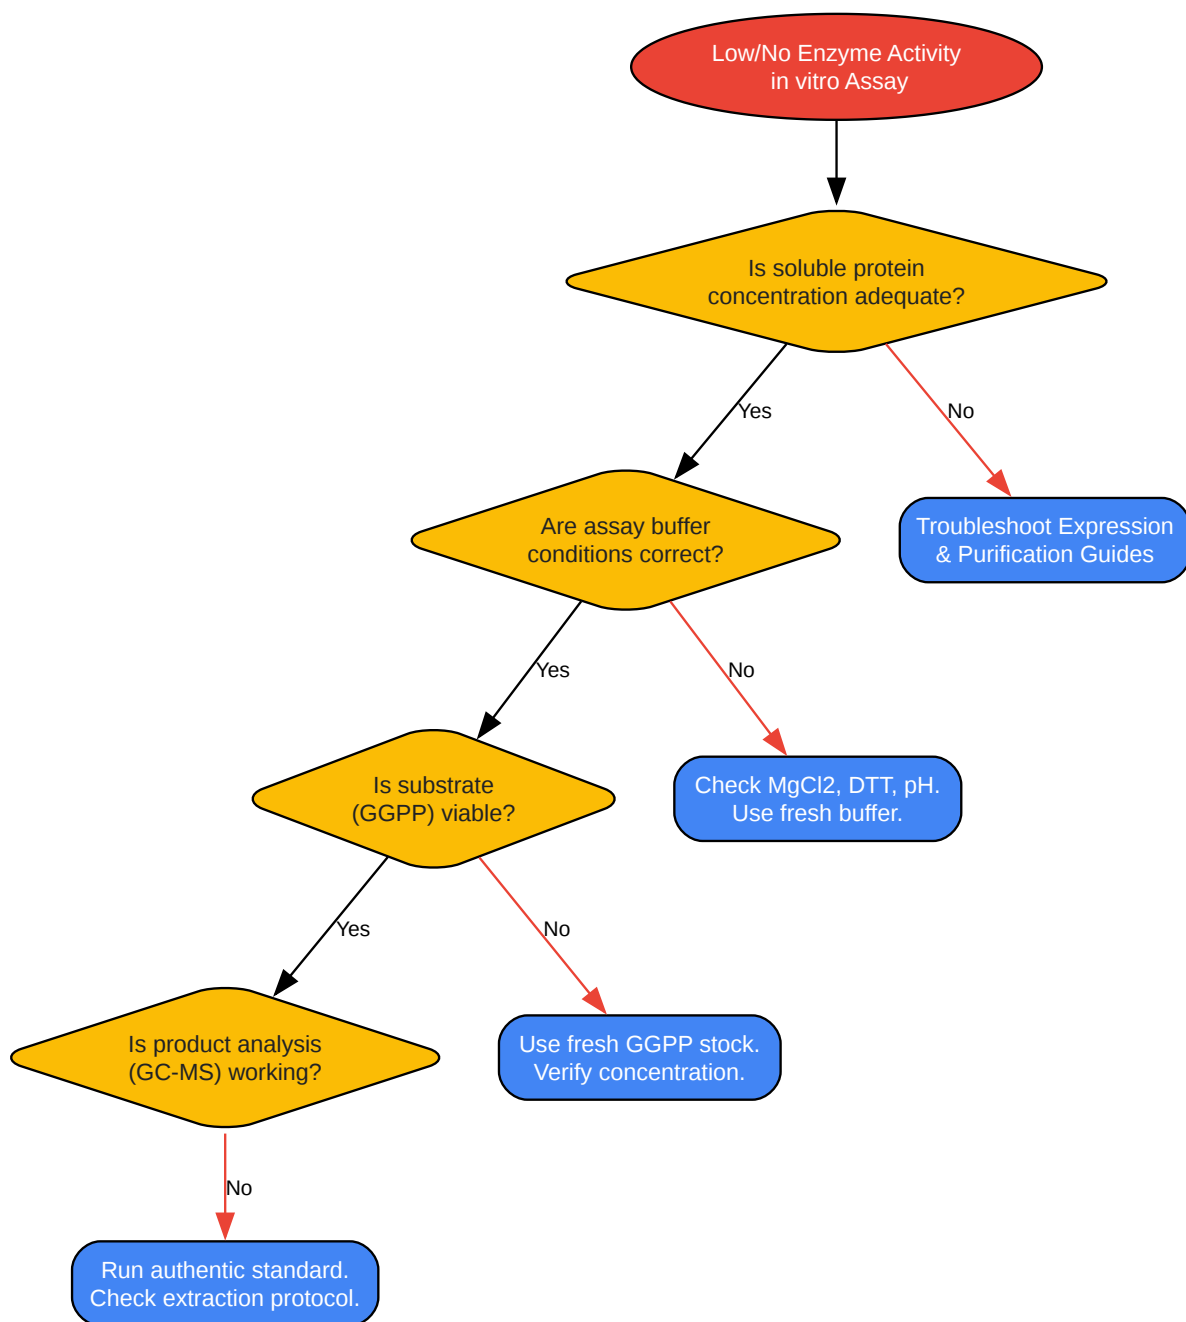 Low/No Enzyme Activity
in vitro Assay
Is soluble protein
concentration adequate?
Yes
No
Are assay buffer
conditions correct?
Troubleshoot Expression
& Purification Guides
Yes
No
Is substrate
(GGPP) viable?
Check MgCl2, DTT, pH.
Use fresh buffer.
Yes
No
Is product analysis
(GC-MS) working?
Use fresh GGPP stock.
Verify concentration.
No
Run authentic standard.
Check extraction protocol.